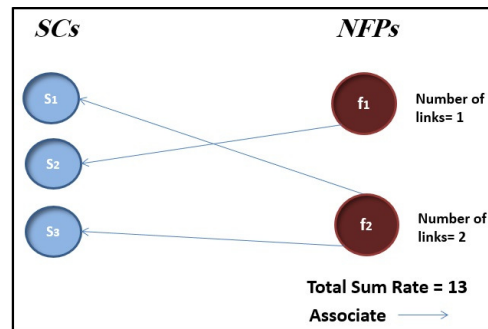 SCs
NFPs
S1
f1
Number of
links= 1
S2
S3
f2
Number of
links= 2
Total Sum Rate = 13
Associate